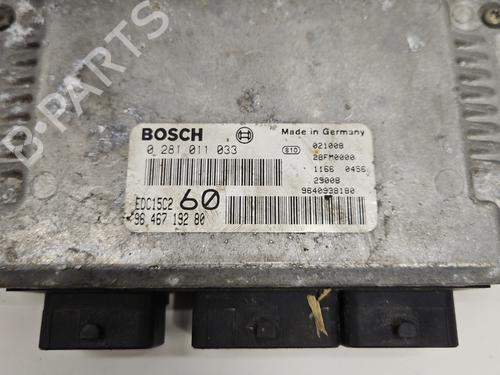 B-PARTS
BOSCH
Made in Germany
0 281 011 033
E10
021008
28FM0000
1166 0456
29008
9640938180
EDC15C2 60
96 467 192 80